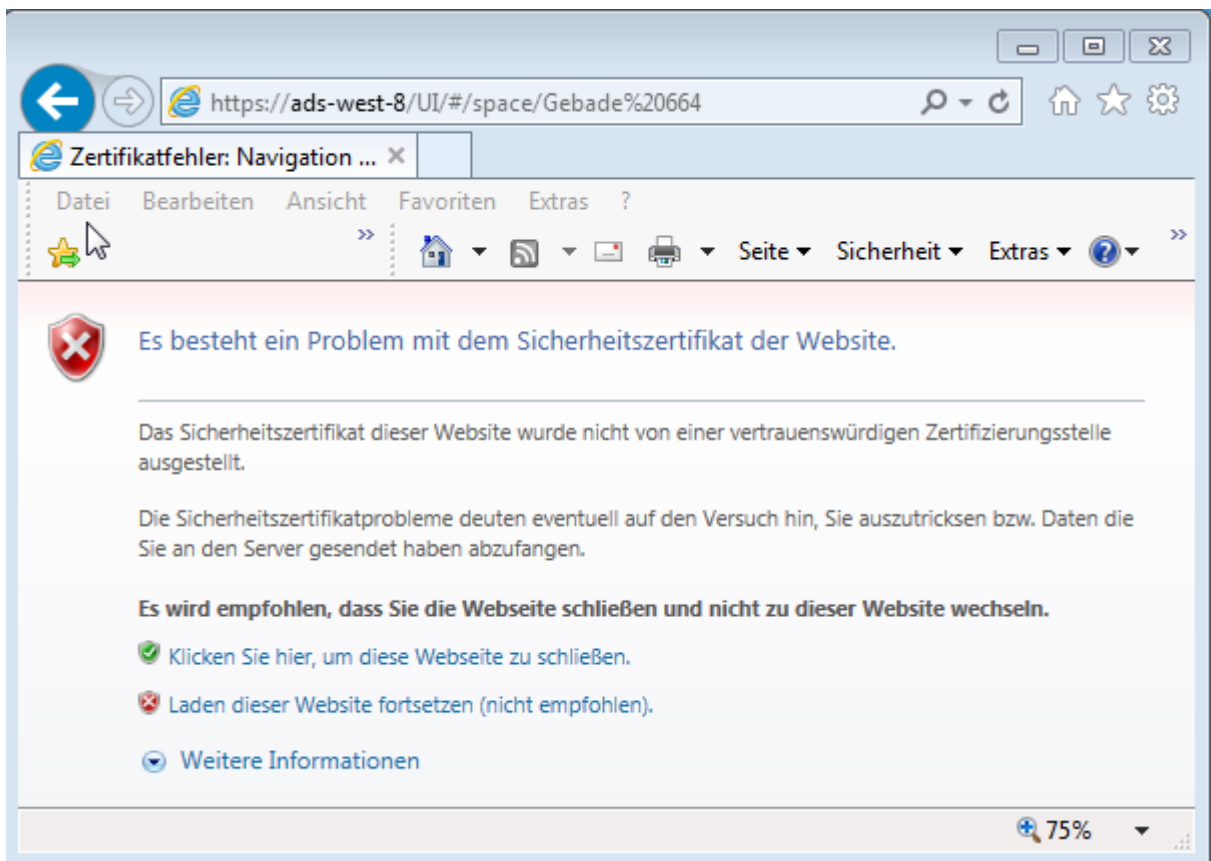 https://ads-west-8/UI/#/space/Gebade%20664
Zertifikatfehler: Navigation ...
Datei Bearbeiten Ansicht Favoriten Extras ?
Seite Sicherheit Extras
Es besteht ein Problem mit dem Sicherheitszertifikat der Website.
Das Sicherheitszertifikat dieser Website wurde nicht von einer vertrauenswürdigen Zertifizierungsstelle
ausgestellt.
Die Sicherheitszertifikatprobleme deuten eventuell auf den Versuch hin, Sie auszutricksen bzw. Daten die
Sie an den Server gesendet haben abzufangen.
Es wird empfohlen, dass Sie die Webseite schließen und nicht zu dieser Website wechseln.
Klicken Sie hier, um diese Webseite zu schließen.
Laden dieser Website fortsetzen (nicht empfohlen).
Weitere Informationen
75%